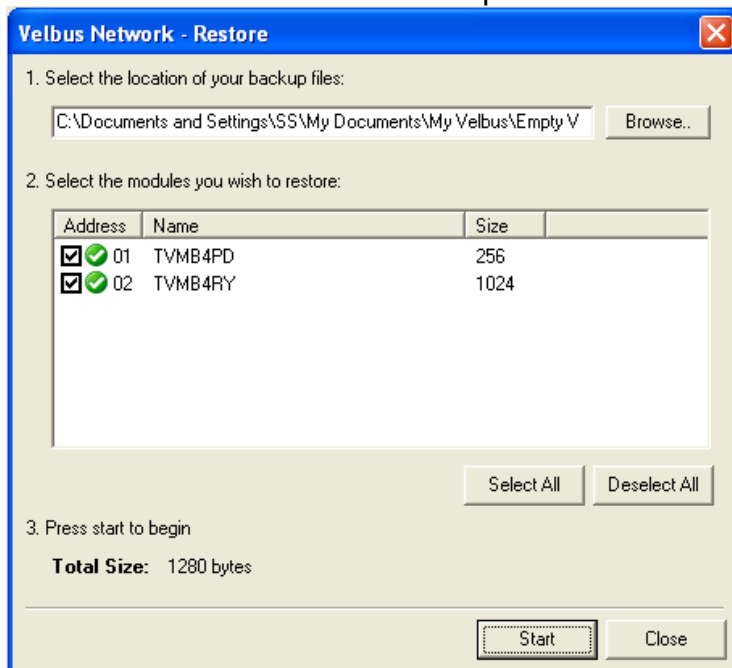 Velbus Network - Restore
1. Select the location of your backup files:
C:\Documents and Settings\SS\My Documents\My Velbus\Empty V
Browse..
2. Select the modules you wish to restore:
Address Name Size
01 TVMB4PD 256
02 TVMB4RY 1024
Select All Deselect All
3. Press start to begin
Total Size: 1280 bytes
Start Close